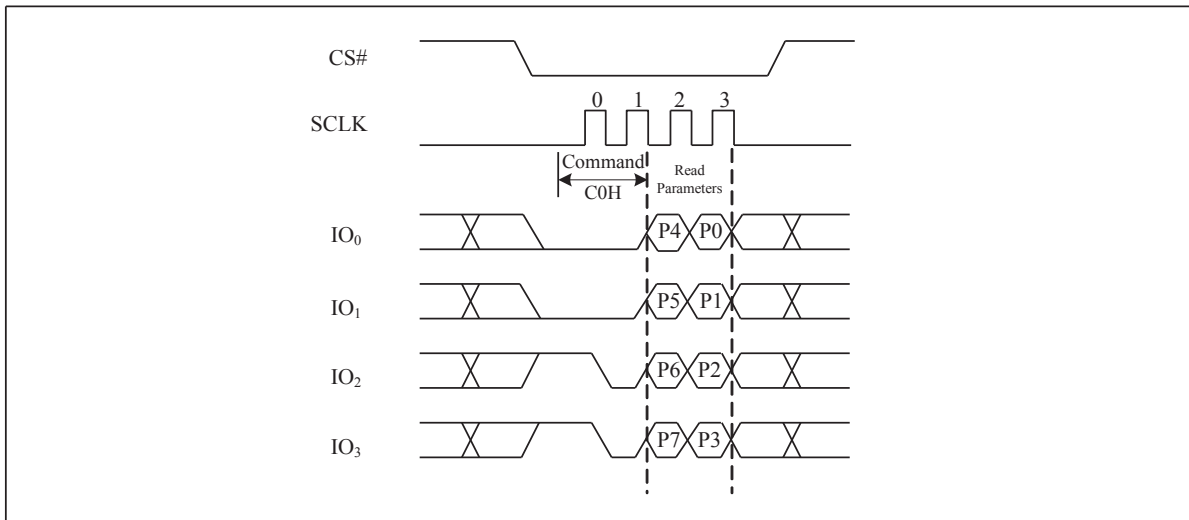 CS#
0 1 2 3
SCLK
Command
C0H
Read
Parameters
IO₀ P4 P0
IO₁ P5 P1
IO₂ P6 P2
IO₃ P7 P3